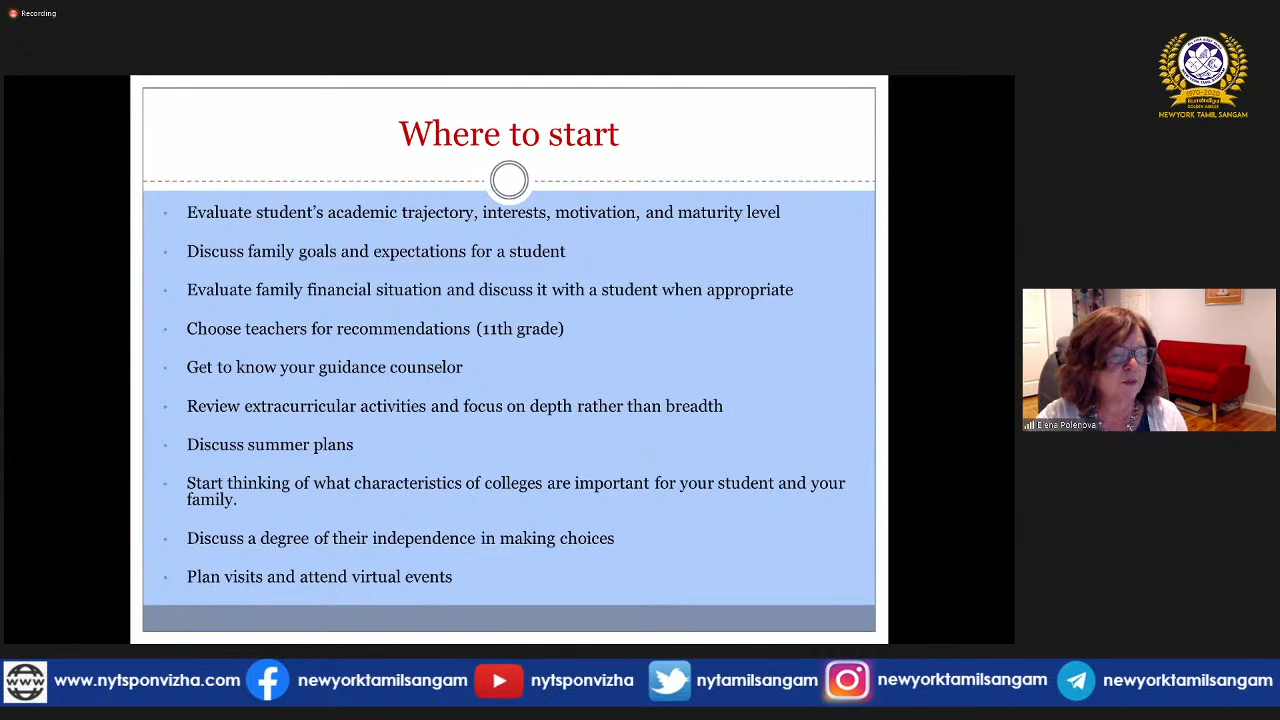 Recording
1970-2020
பொன்விழா
GOLDEN JUBILEE
NEWYORK TAMIL SANGAM
Where to start
Evaluate student's academic trajectory, interests, motivation, and maturity level
Discuss family goals and expectations for a student
Evaluate family financial situation and discuss it with a student when appropriate
Choose teachers for recommendations (11th grade)
Get to know your guidance counselor
Review extracurricular activities and focus on depth rather than breadth
Discuss summer plans
Start thinking of what characteristics of colleges are important for your student and your
family.
Discuss a degree of their independence in making choices
Plan visits and attend virtual events
Elena Polenova
www www.nytsponvizha.com newyorktamilsangam nytsponvizha nytamilsangam newyorktamilsangam newyorktamilsangam